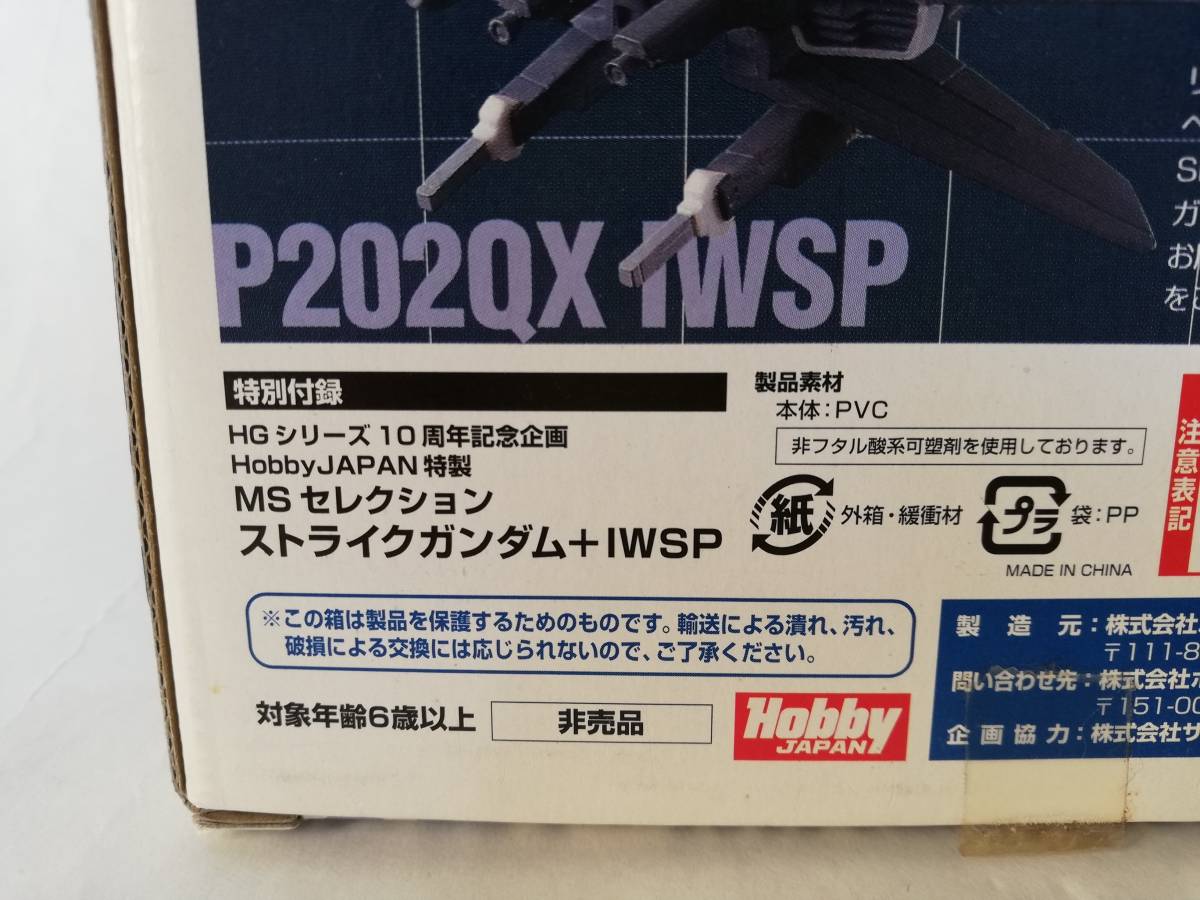 P202QX IWSP
特別付録
HGシリーズ10周年記念企画
HobbyJAPAN特製
MSセレクション
ストライクガンダム+IWSP
製品素材
本体:PVC
非フタル酸系可塑剤を使用しております。
紙 外箱・緩衝材
プラ 袋:PP
MADE IN CHINA
注意表記
※この箱は製品を保護するためのものです。輸送による潰れ、汚れ、
破損による交換には応じられないので、ご了承ください。
対象年齢6歳以上
非売品
Hobby
JAPAN
製造元:株式会社
〒111-8
問い合わせ先:株式会社ホ
〒151-00
企画協力:株式会社サ
ガ
お
を